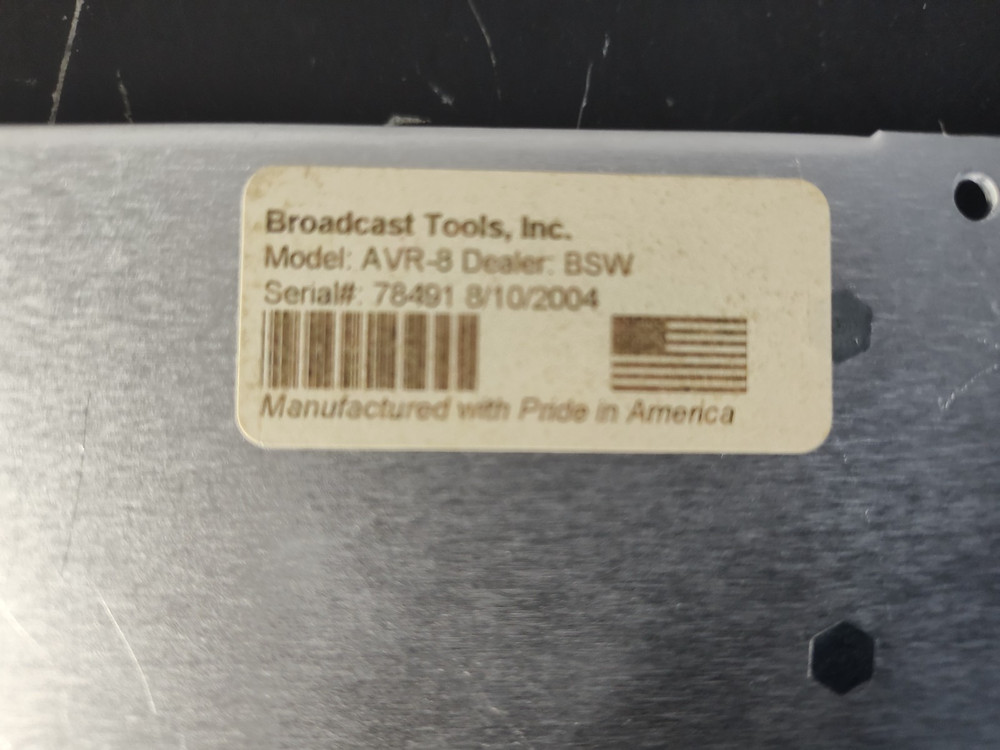 Broadcast Tools, Inc.
Model: AVR-8 Dealer: BSW
Serial#: 78491 8/10/2004
Manufactured with Pride in America